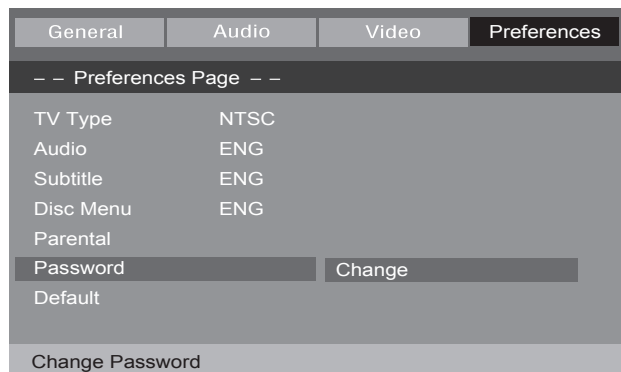 General Audio Video Preferences
– – Preferences Page – –
TV Type NTSC
Audio ENG
Subtitle ENG
Disc Menu ENG
Parental
Password Change
Default
Change Password